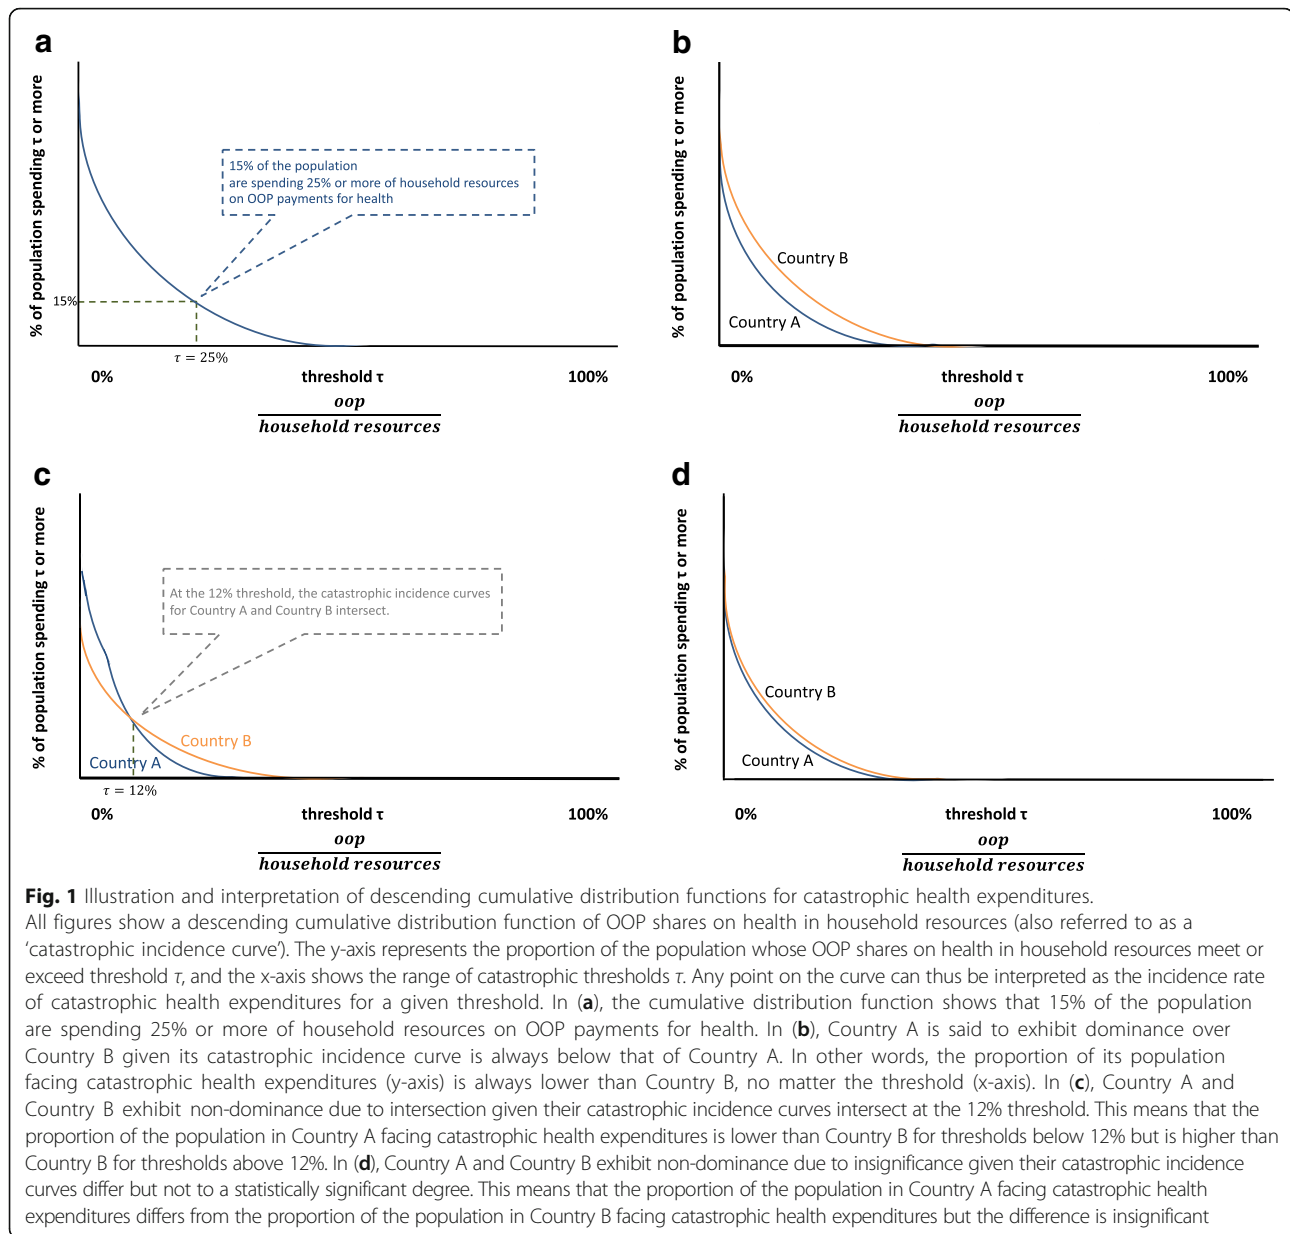 a
% of population spending τ or more
15% of the population
are spending 25% or more of household resources
on OOP payments for health
15%
τ = 25%
0%
threshold τ
100%
oop
household resources
b
% of population spending τ or more
Country B
Country A
0%
threshold τ
100%
oop
household resources
c
% of population spending τ or more
At the 12% threshold, the catastrophic incidence curves
for Country A and Country B intersect.
Country B
Country A
τ = 12%
0%
threshold τ
100%
oop
household resources
d
% of population spending τ or more
Country B
Country A
0%
threshold τ
100%
oop
household resources
Fig. 1 Illustration and interpretation of descending cumulative distribution functions for catastrophic health expenditures.
All figures show a descending cumulative distribution function of OOP shares on health in household resources (also referred to as a
‘catastrophic incidence curve’). The y-axis represents the proportion of the population whose OOP shares on health in household resources meet or
exceed threshold τ, and the x-axis shows the range of catastrophic thresholds τ. Any point on the curve can thus be interpreted as the incidence rate
of catastrophic health expenditures for a given threshold. In (a), the cumulative distribution function shows that 15% of the population
are spending 25% or more of household resources on OOP payments for health. In (b), Country A is said to exhibit dominance over
Country B given its catastrophic incidence curve is always below that of Country A. In other words, the proportion of its population
facing catastrophic health expenditures (y-axis) is always lower than Country B, no matter the threshold (x-axis). In (c), Country A and
Country B exhibit non-dominance due to intersection given their catastrophic incidence curves intersect at the 12% threshold. This means that the
proportion of the population in Country A facing catastrophic health expenditures is lower than Country B for thresholds below 12% but is higher than
Country B for thresholds above 12%. In (d), Country A and Country B exhibit non-dominance due to insignificance given their catastrophic incidence
curves differ but not to a statistically significant degree. This means that the proportion of the population in Country A facing catastrophic health
expenditures differs from the proportion of the population in Country B facing catastrophic health expenditures but the difference is insignificant